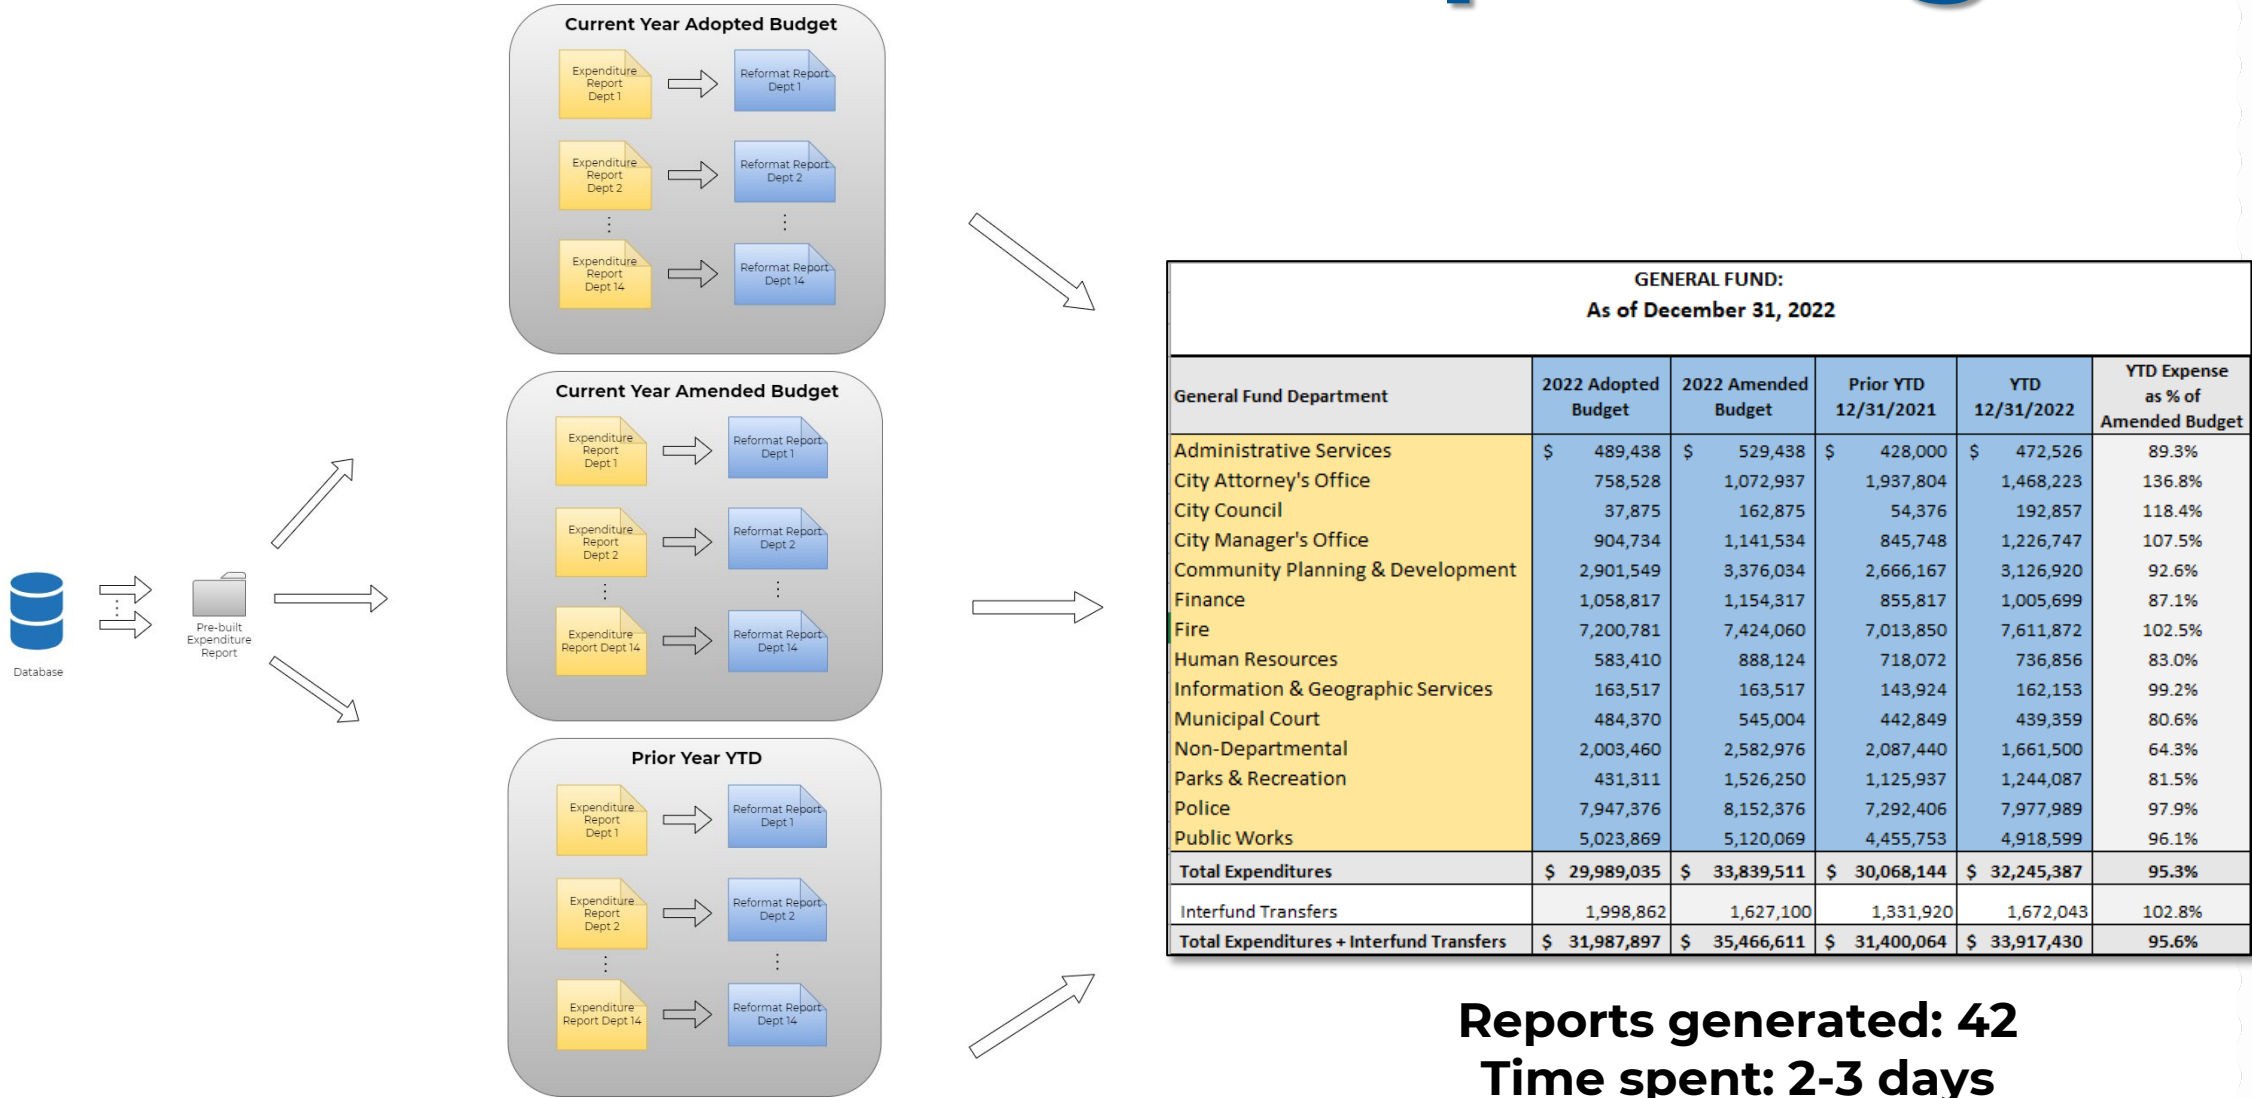 Current Year Adopted Budget
Expenditure
Report
Dept 1
Reformat Report
Dept 1
Expenditure
Report
Dept 2
Reformat Report
Dept 2
Expenditure
Report
Dept 14
Reformat Report
Dept 14
Current Year Amended Budget
Expenditure
Report
Dept 1
Reformat Report
Dept 1
Expenditure
Report
Dept 2
Reformat Report
Dept 2
Expenditure
Report Dept 14
Reformat Report
Dept 14
Prior Year YTD
Expenditure
Report
Dept 1
Reformat Report
Dept 1
Expenditure
Report
Dept 2
Reformat Report
Dept 2
Expenditure
Report Dept 14
Reformat Report
Dept 14
Database
Pre-built
Expenditure
Report
GENERAL FUND:
As of December 31, 2022
General Fund Department
2022 Adopted
Budget
2022 Amended
Budget
Prior YTD
12/31/2021
YTD
12/31/2022
YTD Expense
as % of
Amended Budget
Administrative Services $ 489,438 $ 529,438 $ 428,000 $ 472,526 89.3%
City Attorney's Office 758,528 1,072,937 1,937,804 1,468,223 136.8%
City Council 37,875 162,875 54,376 192,857 118.4%
City Manager's Office 904,734 1,141,534 845,748 1,226,747 107.5%
Community Planning & Development 2,901,549 3,376,034 2,666,167 3,126,920 92.6%
Finance 1,058,817 1,154,317 855,817 1,005,699 87.1%
Fire 7,200,781 7,424,060 7,013,850 7,611,872 102.5%
Human Resources 583,410 888,124 718,072 736,856 83.0%
Information & Geographic Services 163,517 163,517 143,924 162,153 99.2%
Municipal Court 484,370 545,004 442,849 439,359 80.6%
Non-Departmental 2,003,460 2,582,976 2,087,440 1,661,500 64.3%
Parks & Recreation 431,311 1,526,250 1,125,937 1,244,087 81.5%
Police 7,947,376 8,152,376 7,292,406 7,977,989 97.9%
Public Works 5,023,869 5,120,069 4,455,753 4,918,599 96.1%
Total Expenditures $ 29,989,035 $ 33,839,511 $ 30,068,144 $ 32,245,387 95.3%
Interfund Transfers 1,998,862 1,627,100 1,331,920 1,672,043 102.8%
Total Expenditures + Interfund Transfers $ 31,987,897 $ 35,466,611 $ 31,400,064 $ 33,917,430 95.6%
Reports generated: 42
Time spent: 2-3 days